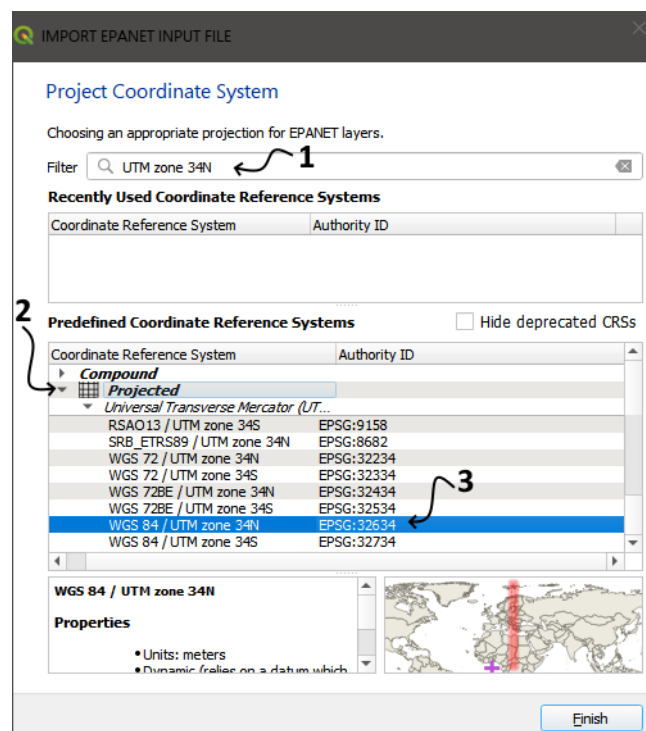 IMPORT EPANET INPUT FILE
Project Coordinate System
Choosing an appropriate projection for EPANET layers.
Filter UTM zone 34N 1
Recently Used Coordinate Reference Systems
Coordinate Reference System Authority ID
2
Predefined Coordinate Reference Systems Hide deprecated CRSs
Coordinate Reference System Authority ID
Compound
Projected
Universal Transverse Mercator (UT...
RSAO13 / UTM zone 34S EPSG:9158
SRB_ETRS89 / UTM zone 34N EPSG:8682
WGS 72 / UTM zone 34N EPSG:32234
WGS 72 / UTM zone 34S EPSG:32334
WGS 72BE / UTM zone 34N EPSG:32434
WGS 72BE / UTM zone 34S EPSG:32534
WGS 84 / UTM zone 34N EPSG:32634
3
WGS 84 / UTM zone 34S EPSG:32734
WGS 84 / UTM zone 34N
Properties
•Units: meters
•Dynamic (relies on a datum which
Finish